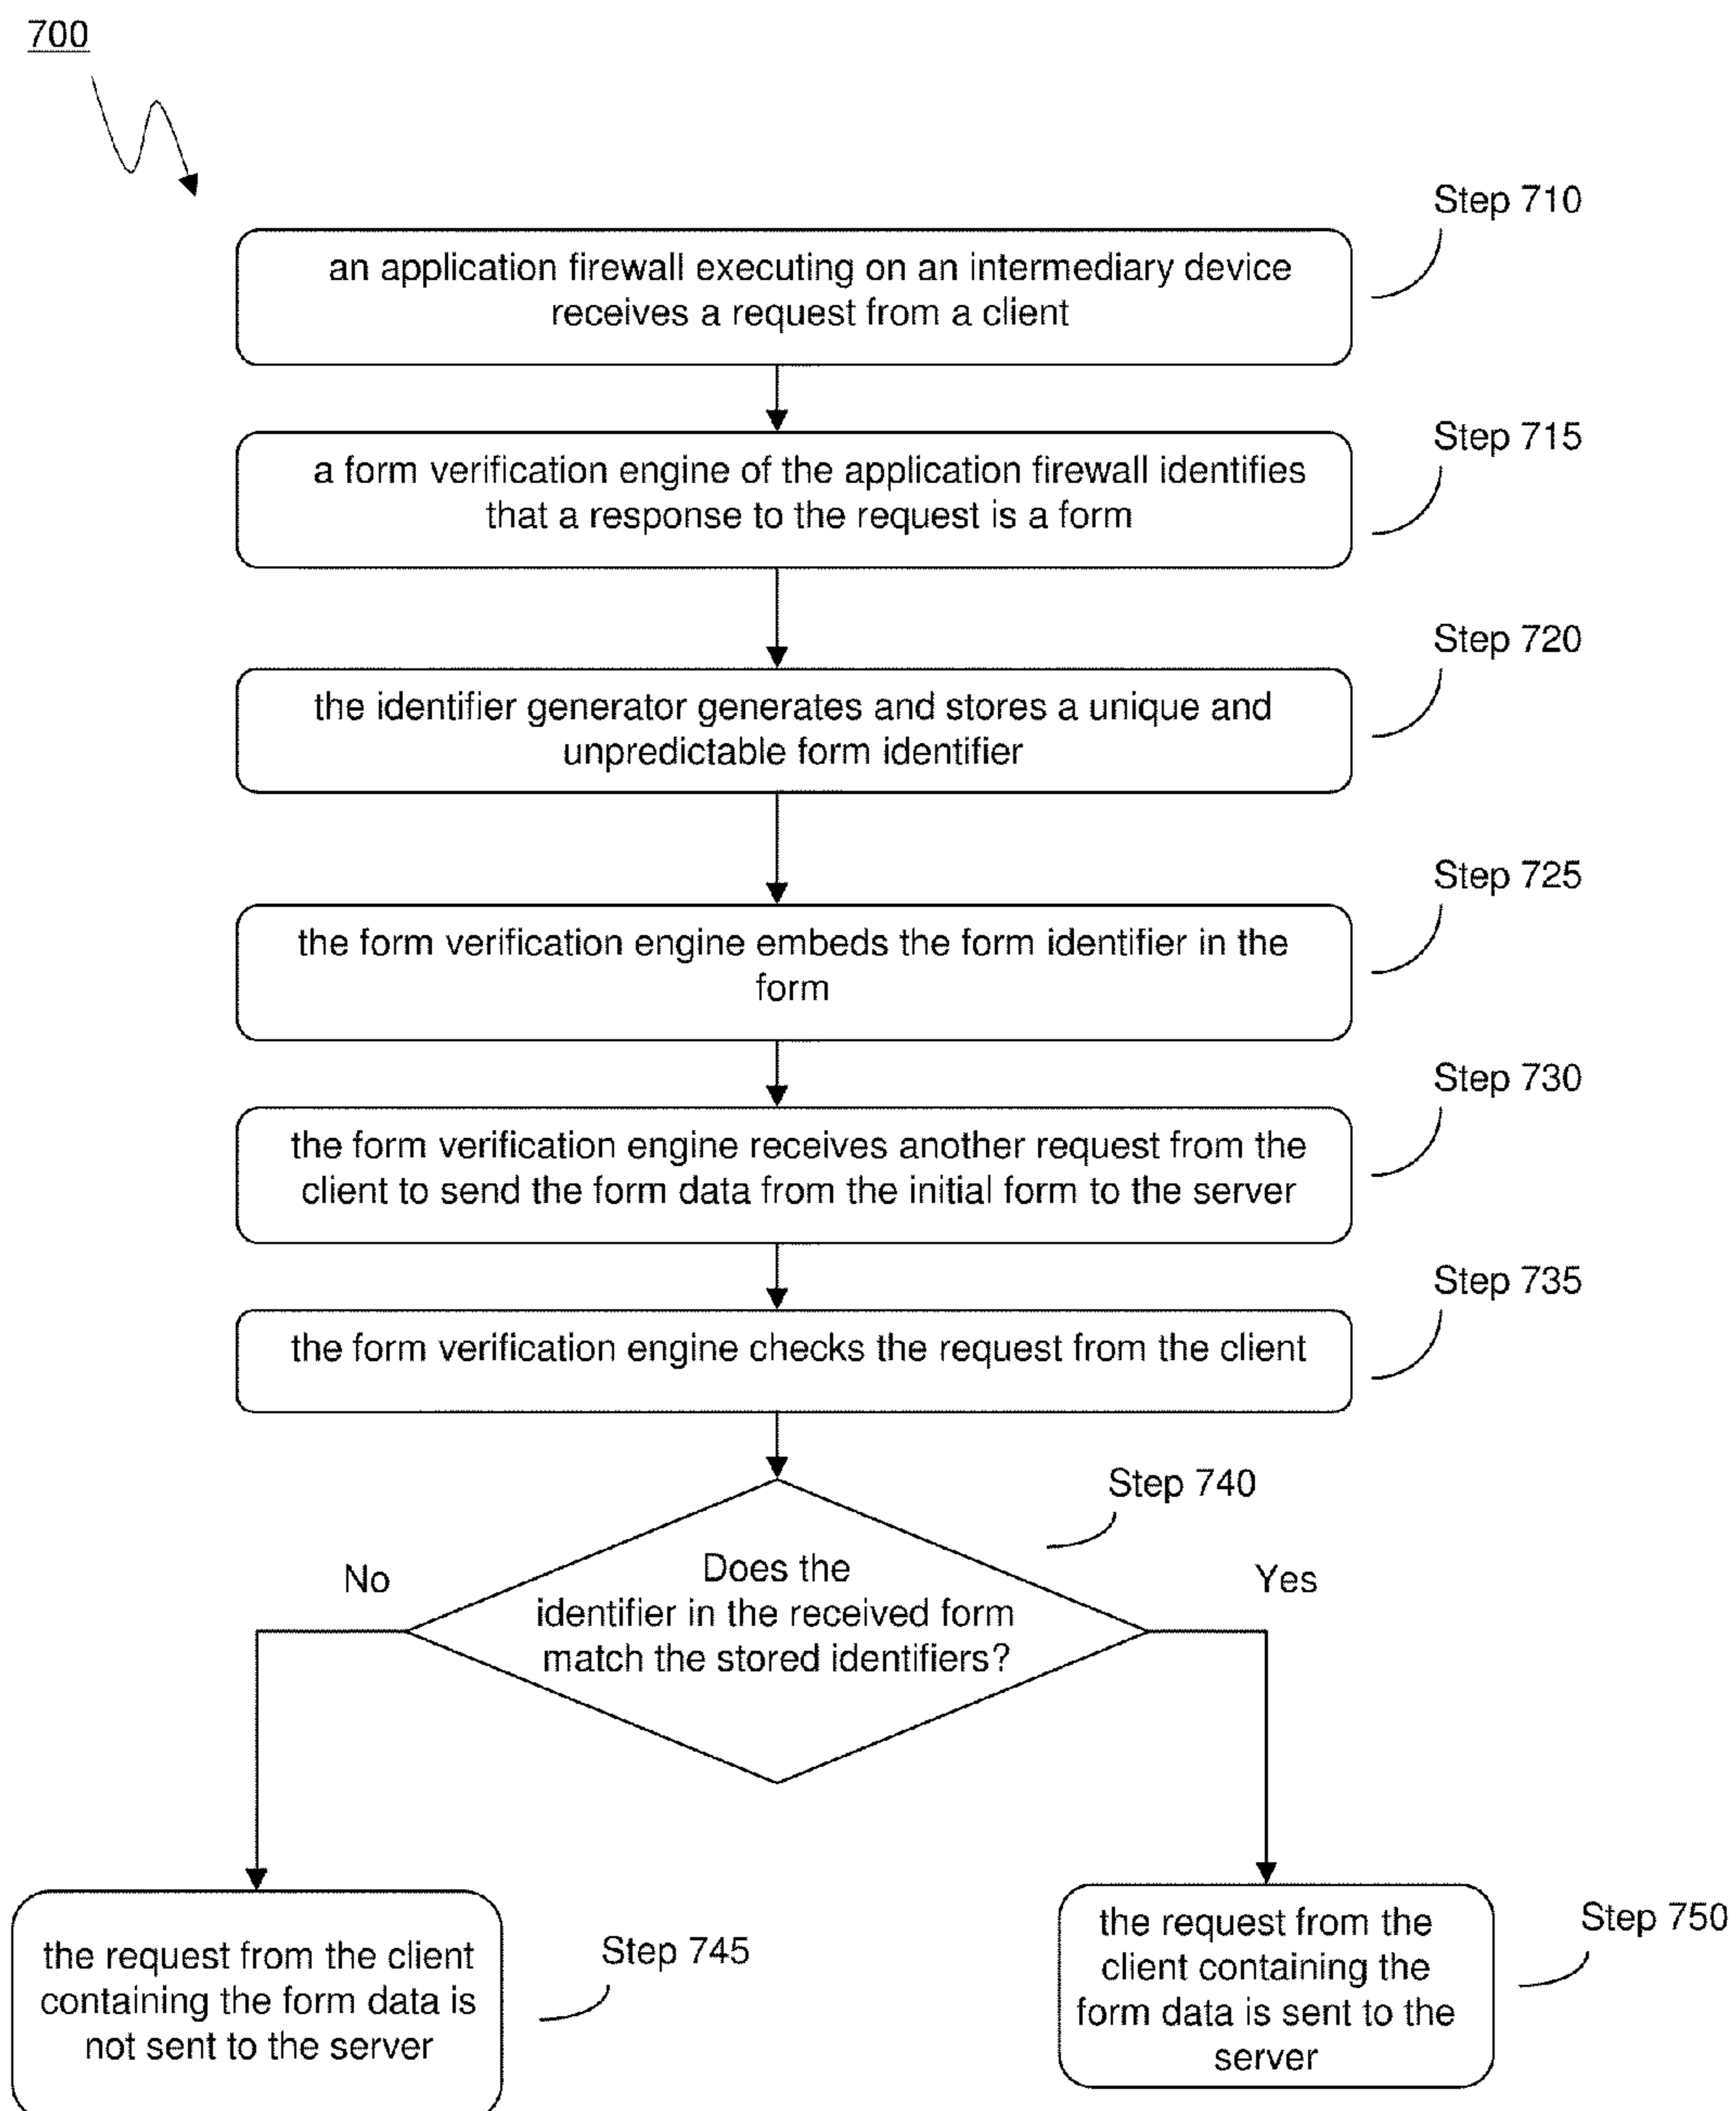 700
Step 710
an application firewall executing on an intermediary device
receives a request from a client
Step 715
a form verification engine of the application firewall identifies
that a response to the request is a form
Step 720
the identifier generator generates and stores a unique and
unpredictable form identifier
Step 725
the form verification engine embeds the form identifier in the
form
Step 730
the form verification engine receives another request from the
client to send the form data from the initial form to the server
Step 735
the form verification engine checks the request from the client
Step 740
No
Yes
Does the
identifier in the received form
match the stored identifiers?
the request from the client
containing the form data is
not sent to the server
Step 745
the request from the
client containing the
form data is sent to the
server
Step 750